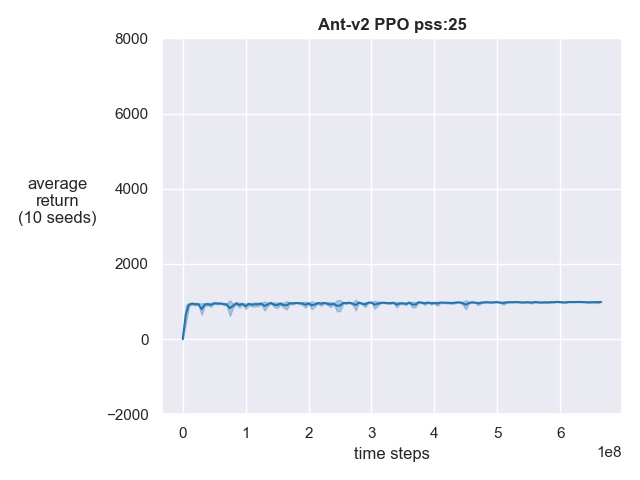 Ant-v2 PPO pss:25
8000
6000
4000
2000
0
−2000
average
return
(10 seeds)
0 1 2 3 4 5 6
1e8
time steps